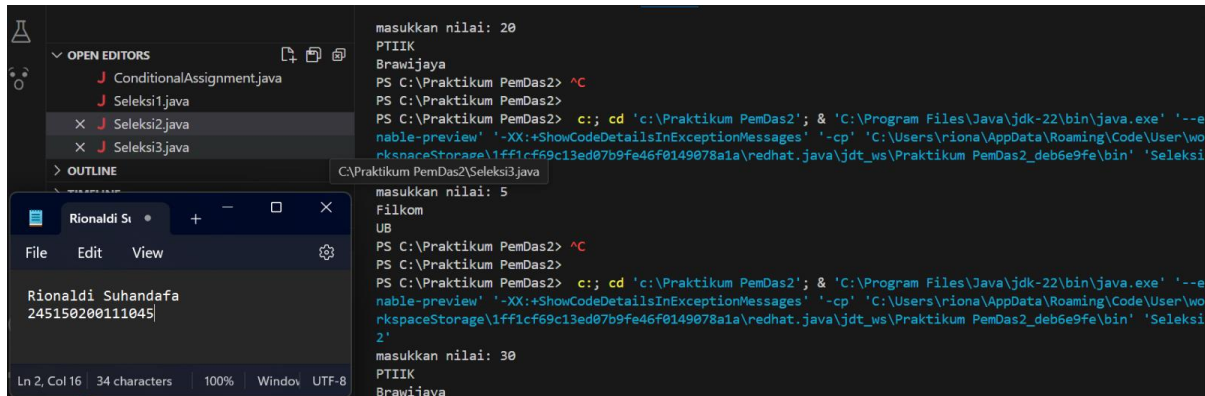 OPEN EDITORS
J ConditionalAssignment.java
J Seleksi1.java
J Seleksi2.java
J Seleksi3.java
OUTLINE
C:\Praktikum PemDas2\Seleksi3.java
Rionaldi Su
File Edit View
Rionaldi Suhandafa
245150200111045
Ln 2, Col 16 34 characters 100% Window UTF-8
masukkan nilai: 20
PTIIK
Brawijaya
PS C:\Praktikum PemDas2> ^C
PS C:\Praktikum PemDas2>
PS C:\Praktikum PemDas2> c:; cd 'c:\Praktikum PemDas2'; & 'C:\Program Files\Java\jdk-22\bin\java.exe' '--e
nable-preview' '-XX:+ShowCodeDetailsInExceptionMessages' '-cp' 'C:\Users\riona\AppData\Roaming\Code\User\wo
rkspaceStorage\1ff1cf69c13ed07b9fe46f0149078a1a\redhat.java\jdt_ws\Praktikum PemDas2_deb6e9fe\bin' 'Seleksi
masukkan nilai: 5
Filkom
UB
PS C:\Praktikum PemDas2> ^C
PS C:\Praktikum PemDas2>
PS C:\Praktikum PemDas2> c:; cd 'c:\Praktikum PemDas2'; & 'C:\Program Files\Java\jdk-22\bin\java.exe' '--e
nable-preview' '-XX:+ShowCodeDetailsInExceptionMessages' '-cp' 'C:\Users\riona\AppData\Roaming\Code\User\wo
rkspaceStorage\1ff1cf69c13ed07b9fe46f0149078a1a\redhat.java\jdt_ws\Praktikum PemDas2_deb6e9fe\bin' 'Seleksi
2'
masukkan nilai: 30
PTIIK
Brawijaya